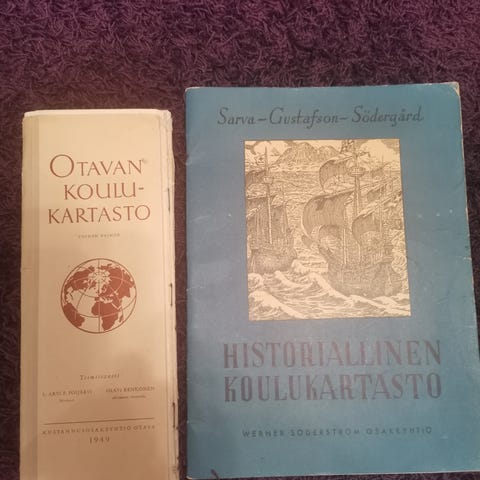 OTAVAN
KOULU-
KARTASTO
Toimittaneet
KUSTANNUSOSAKEYHTIÖ OTAVA
1949
Sarva–Gustafson–Södergård
HISTORIALLINEN
KOULUKARTASTO
WERNER SÖDERSTRÖM OSAKEYHTIÖ